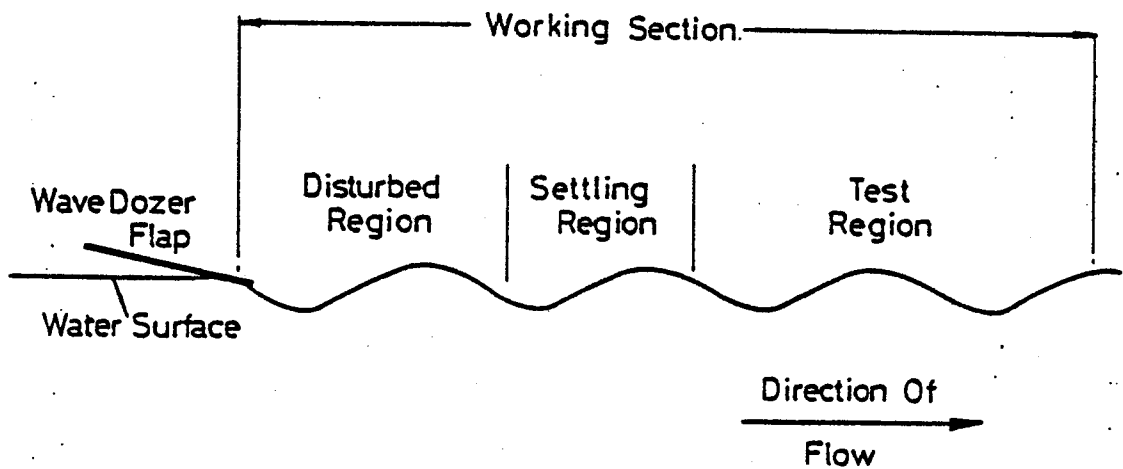 Working Section.
Disturbed
Region
Settling
Region
Test
Region
Wave Dozer
Flap
Water Surface
Direction Of
Flow